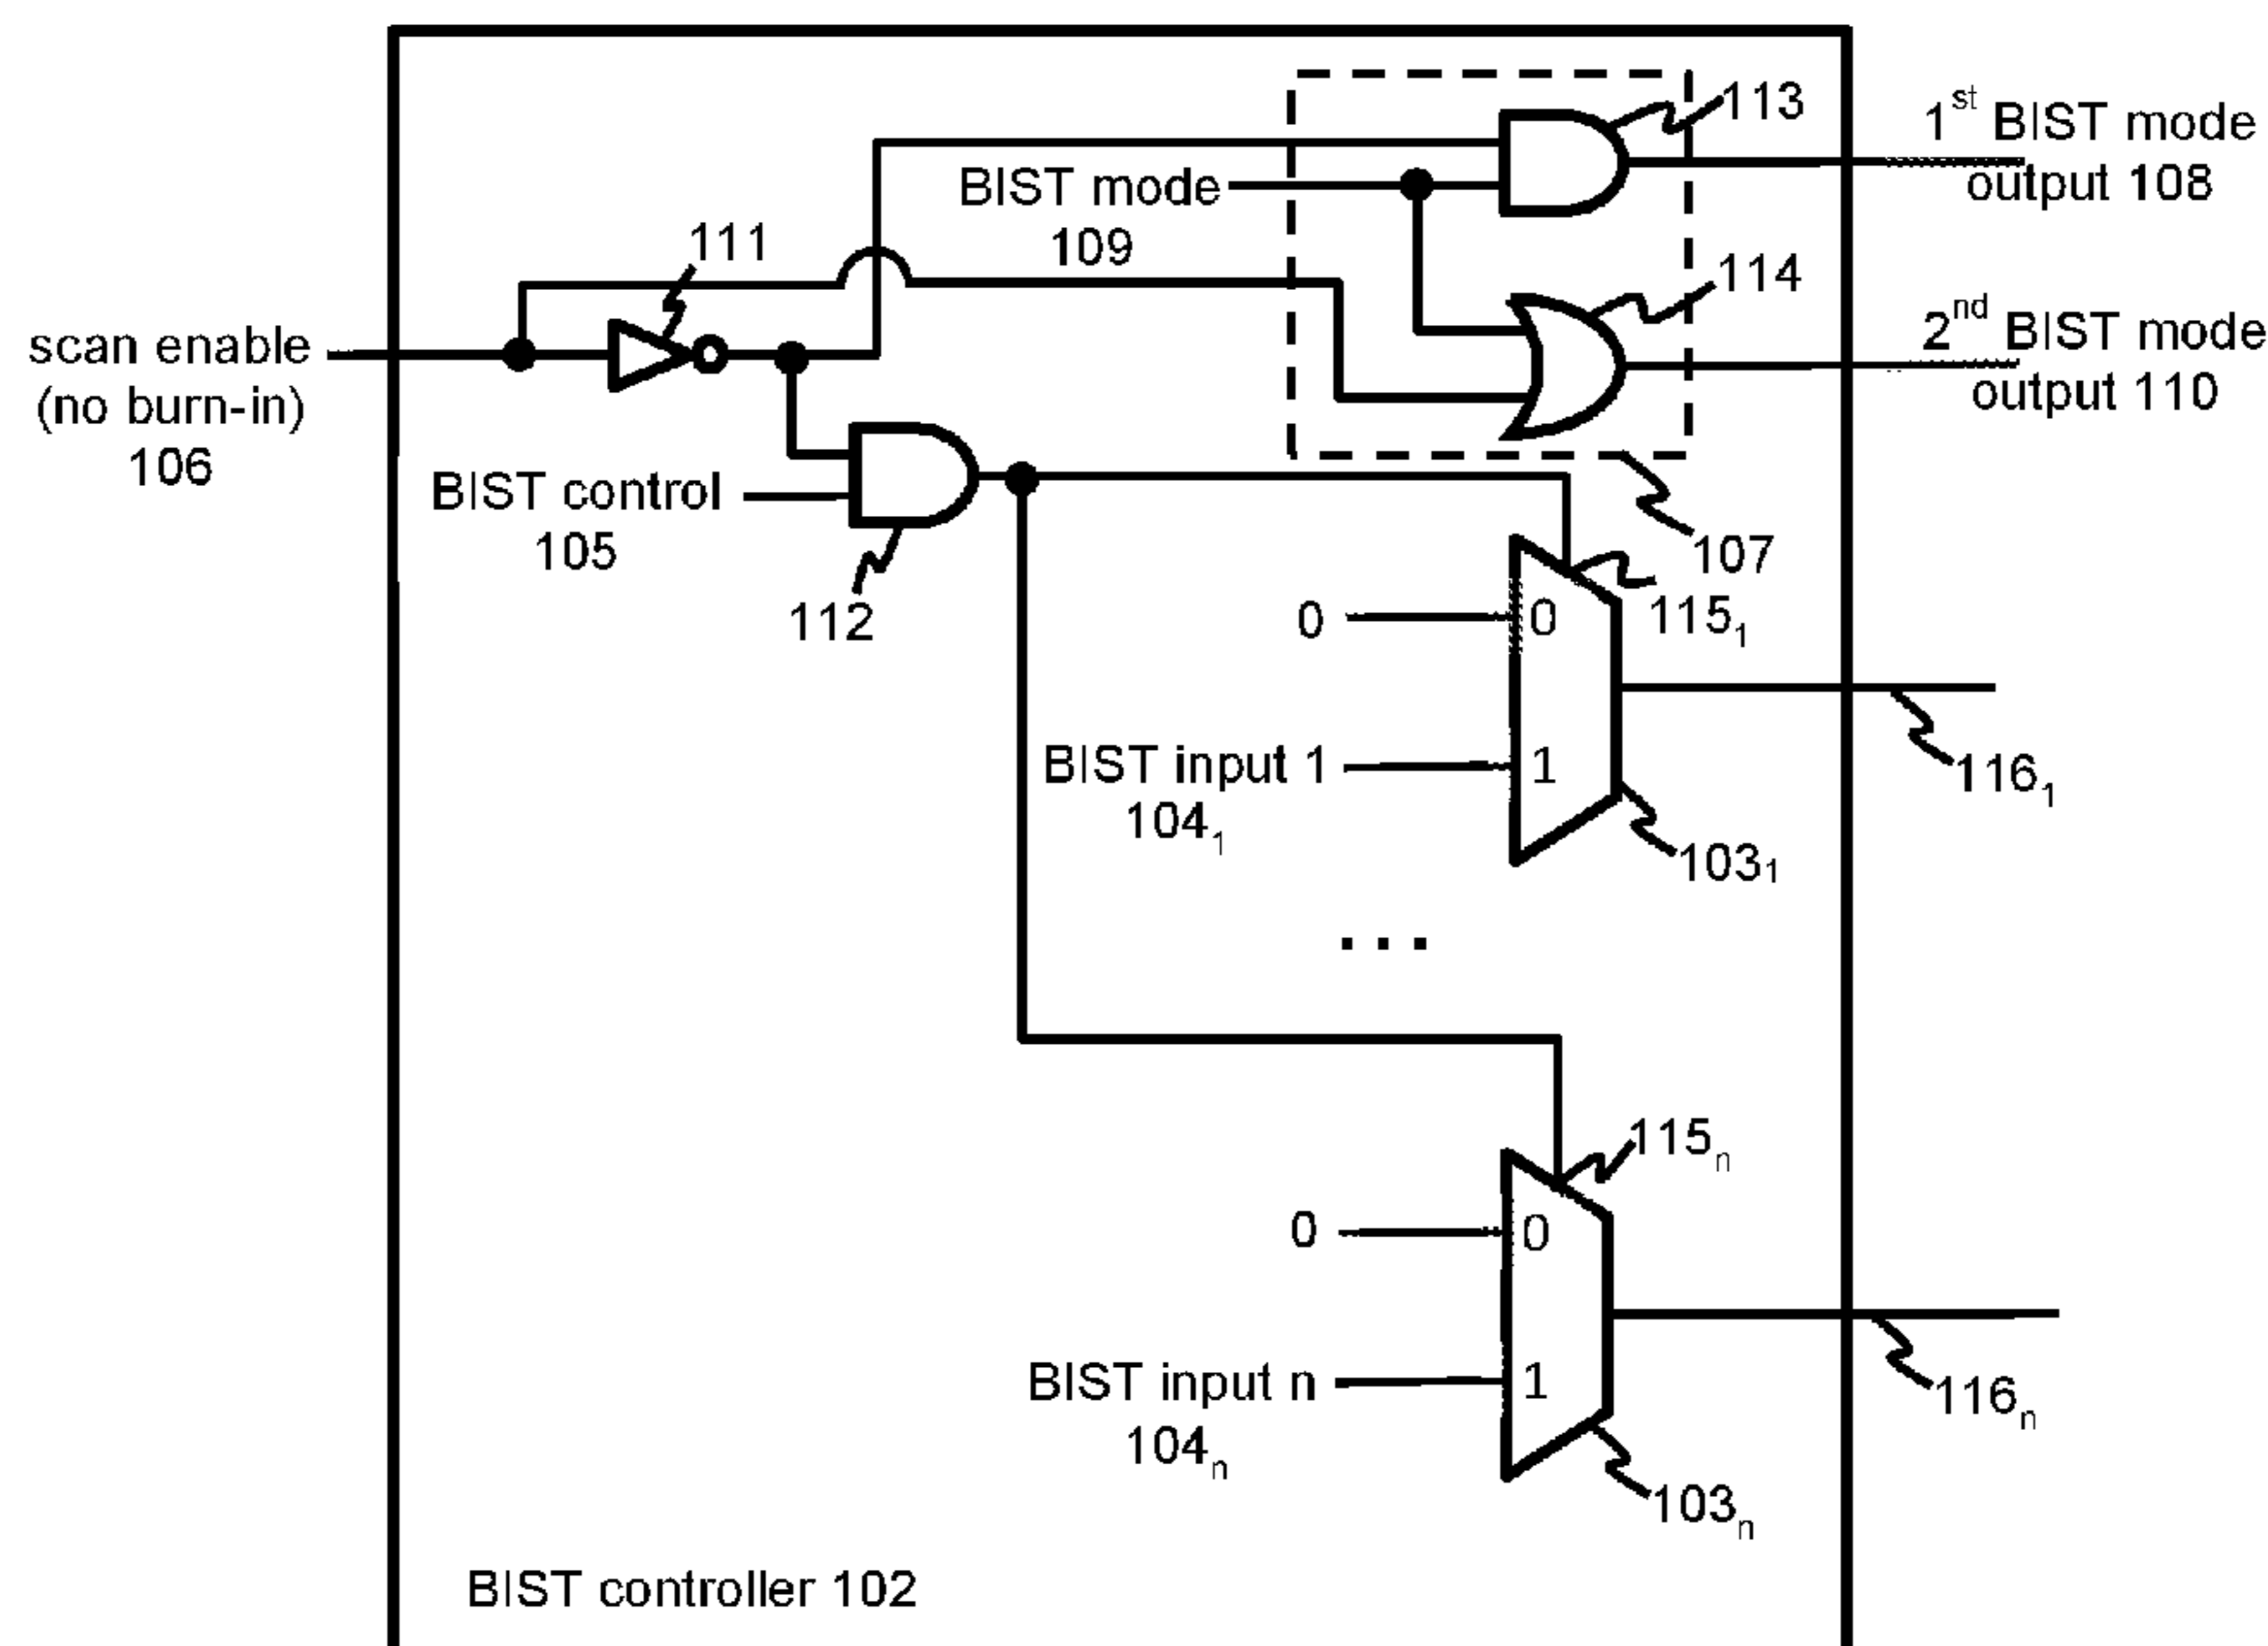 113
1st BIST mode
output 108
BIST mode
109
111
114
2nd BIST mode
output 110
scan enable
(no burn-in)
106
BIST control
105
112
107
0
0
1151
BIST input 1
1041
1
1161
1031
...
115n
0
0
BIST input n
104n
1
116n
103n
BIST controller 102